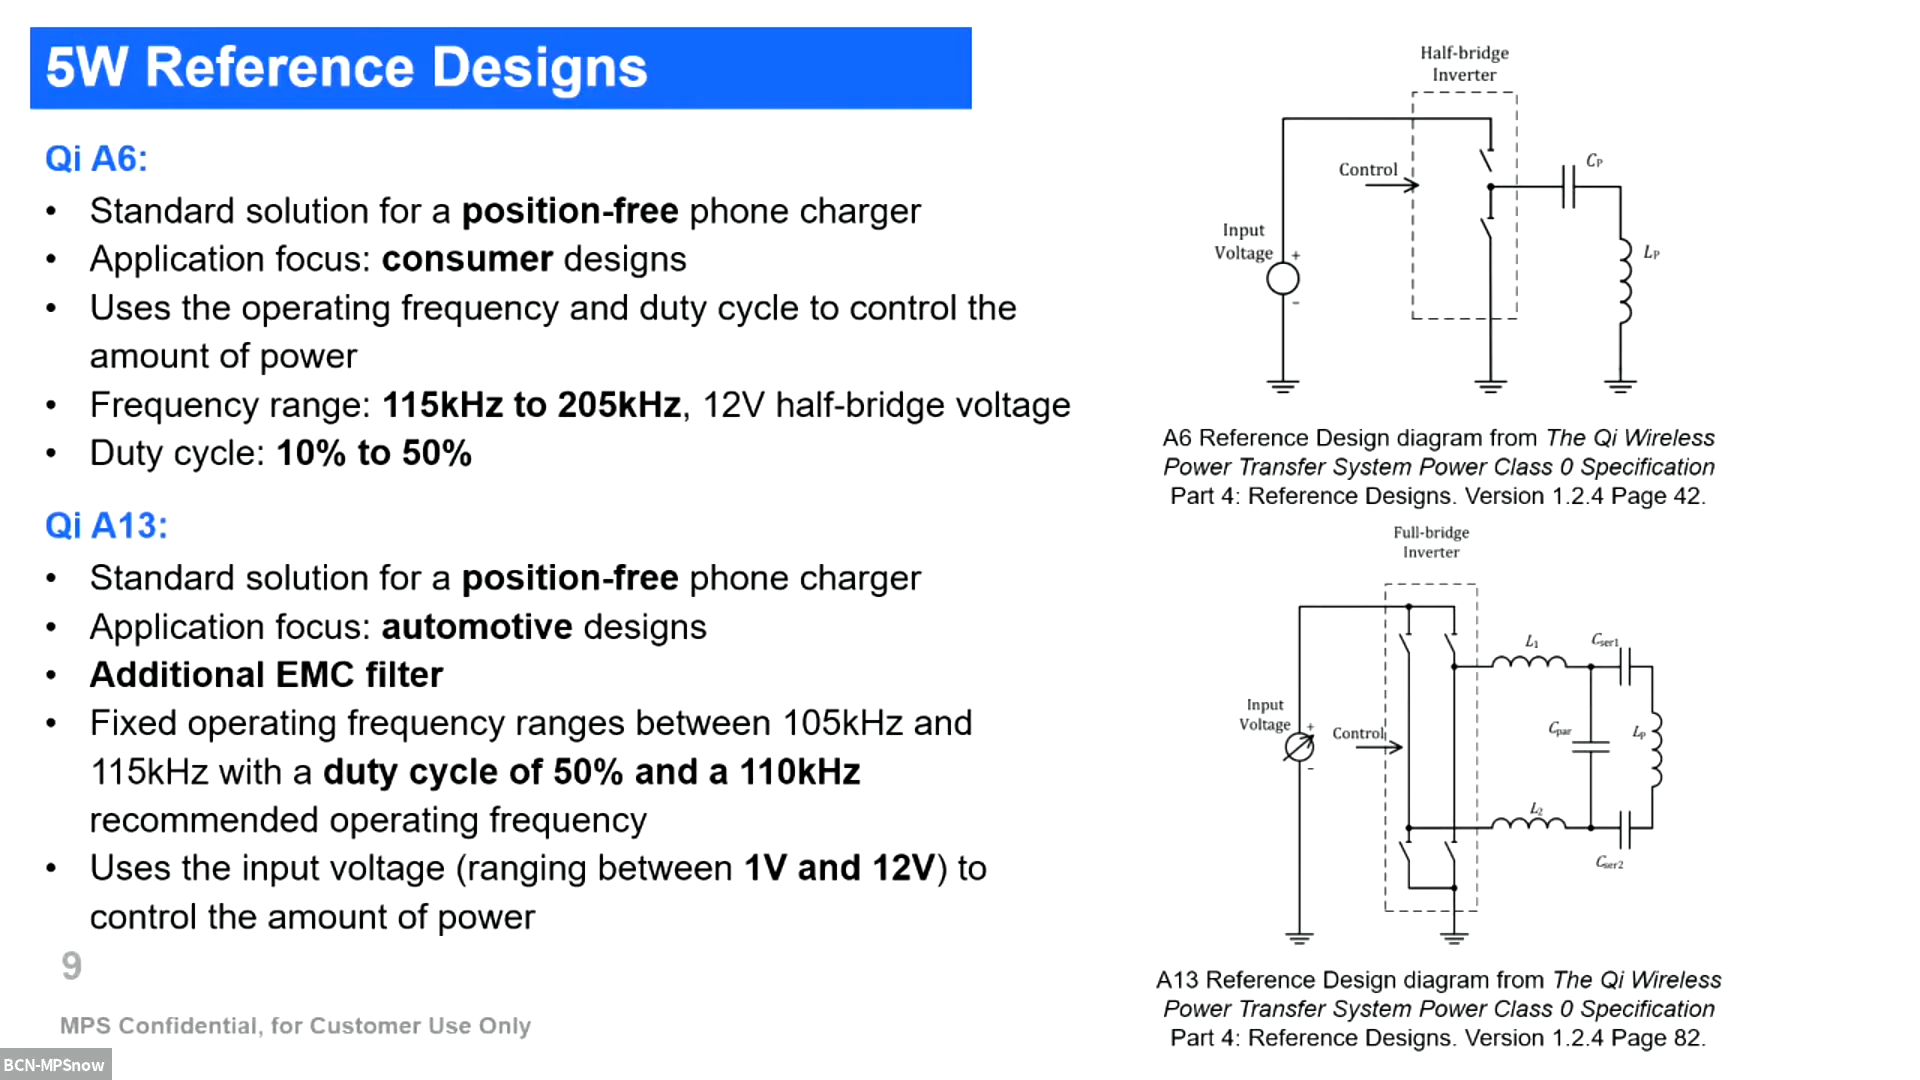 5W Reference Designs
Qi A6:
• Standard solution for a position-free phone charger
• Application focus: consumer designs
• Uses the operating frequency and duty cycle to control the
amount of power
• Frequency range: 115kHz to 205kHz, 12V half-bridge voltage
• Duty cycle: 10% to 50%
Qi A13:
• Standard solution for a position-free phone charger
• Application focus: automotive designs
• Additional EMC filter
• Fixed operating frequency ranges between 105kHz and
115kHz with a duty cycle of 50% and a 110kHz
recommended operating frequency
• Uses the input voltage (ranging between 1V and 12V) to
control the amount of power
9
MPS Confidential, for Customer Use Only
BCN-MPSnow
Half-bridge
Inverter
Control
CP
Input
Voltage
+
-
LP
A6 Reference Design diagram from The Qi Wireless
Power Transfer System Power Class 0 Specification
Part 4: Reference Designs. Version 1.2.4 Page 42.
Full-bridge
Inverter
L1
Cser1
Input
Voltage
+
-
Control
Cpar
LP
L2
Cser2
A13 Reference Design diagram from The Qi Wireless
Power Transfer System Power Class 0 Specification
Part 4: Reference Designs. Version 1.2.4 Page 82.